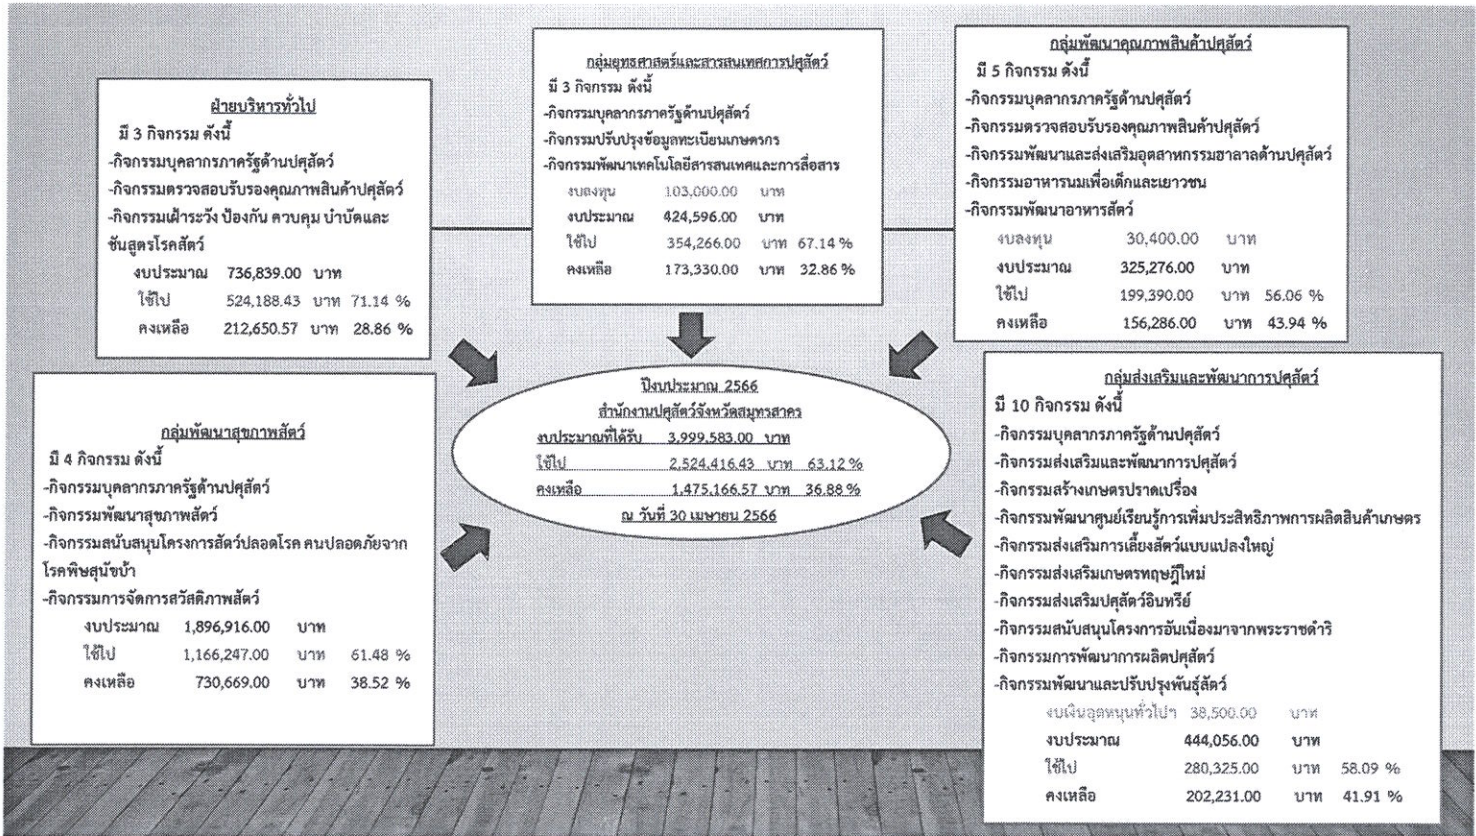 ฝ่ายบริหารทั่วไป
มี 3 กิจกรรม ดังนี้
-กิจกรรมบุคลากรภาครัฐด้านปศุสัตว์
-กิจกรรมตรวจสอบรับรองคุณภาพสินค้าปศุสัตว์
-กิจกรรมเฝ้าระวัง ป้องกัน ควบคุม บำบัดและ
ชันสูตรโรคสัตว์
งบประมาณ 736,839.00 บาท
ใช้ไป 524,188.43 บาท 71.14 %
คงเหลือ 212,650.57 บาท 28.86 %
กลุ่มยุทธศาสตร์และสารสนเทศการปศุสัตว์
มี 3 กิจกรรม ดังนี้
-กิจกรรมบุคลากรภาครัฐด้านปศุสัตว์
-กิจกรรมปรับปรุงข้อมูลทะเบียนเกษตรกร
-กิจกรรมพัฒนาเทคโนโลยีสารสนเทศและการสื่อสาร
งบลงทุน 103,000.00 บาท
งบประมาณ 424,596.00 บาท
ใช้ไป 354,266.00 บาท 67.14 %
คงเหลือ 173,330.00 บาท 32.86 %
กลุ่มพัฒนาคุณภาพสินค้าปศุสัตว์
มี 5 กิจกรรม ดังนี้
-กิจกรรมบุคลากรภาครัฐด้านปศุสัตว์
-กิจกรรมตรวจสอบรับรองคุณภาพสินค้าปศุสัตว์
-กิจกรรมพัฒนาและส่งเสริมอุตสาหกรรมฮาลาลด้านปศุสัตว์
-กิจกรรมอาหารนมเพื่อเด็กและเยาวชน
-กิจกรรมพัฒนาอาหารสัตว์
งบลงทุน 30,400.00 บาท
งบประมาณ 325,276.00 บาท
ใช้ไป 199,390.00 บาท 56.06 %
คงเหลือ 156,286.00 บาท 43.94 %
กลุ่มพัฒนาสุขภาพสัตว์
มี 4 กิจกรรม ดังนี้
-กิจกรรมบุคลากรภาครัฐด้านปศุสัตว์
-กิจกรรมพัฒนาสุขภาพสัตว์
-กิจกรรมสนับสนุนโครงการสัตว์ปลอดโรค คนปลอดภัยจาก
โรคพิษสุนัขบ้า
-กิจกรรมการจัดการสวัสดิภาพสัตว์
งบประมาณ 1,896,916.00 บาท
ใช้ไป 1,166,247.00 บาท 61.48 %
คงเหลือ 730,669.00 บาท 38.52 %
ปีงบประมาณ 2566
สำนักงานปศุสัตว์จังหวัดสมุทรสาคร
งบประมาณที่ได้รับ 3,999,583.00 บาท
ใช้ไป 2,524,416.43 บาท 63.12 %
คงเหลือ 1,475,166.57 บาท 36.88 %
ณ วันที่ 30 เมษายน 2566
กลุ่มส่งเสริมและพัฒนาการปศุสัตว์
มี 10 กิจกรรม ดังนี้
-กิจกรรมบุคลากรภาครัฐด้านปศุสัตว์
-กิจกรรมส่งเสริมและพัฒนาการปศุสัตว์
-กิจกรรมสร้างเกษตรปราดเปรื่อง
-กิจกรรมพัฒนาศูนย์เรียนรู้การเพิ่มประสิทธิภาพการผลิตสินค้าเกษตร
-กิจกรรมส่งเสริมการเลี้ยงสัตว์แบบแปลงใหญ่
-กิจกรรมส่งเสริมเกษตรทฤษฎีใหม่
-กิจกรรมส่งเสริมปศุสัตว์อินทรีย์
-กิจกรรมสนับสนุนโครงการอันเนื่องมาจากพระราชดำริ
-กิจกรรมการพัฒนาการผลิตปศุสัตว์
-กิจกรรมพัฒนาและปรับปรุงพันธุ์สัตว์
งบเงินอุดหนุนทั่วไปฯ 38,500.00 บาท
งบประมาณ 444,056.00 บาท
ใช้ไป 280,325.00 บาท 58.09 %
คงเหลือ 202,231.00 บาท 41.91 %